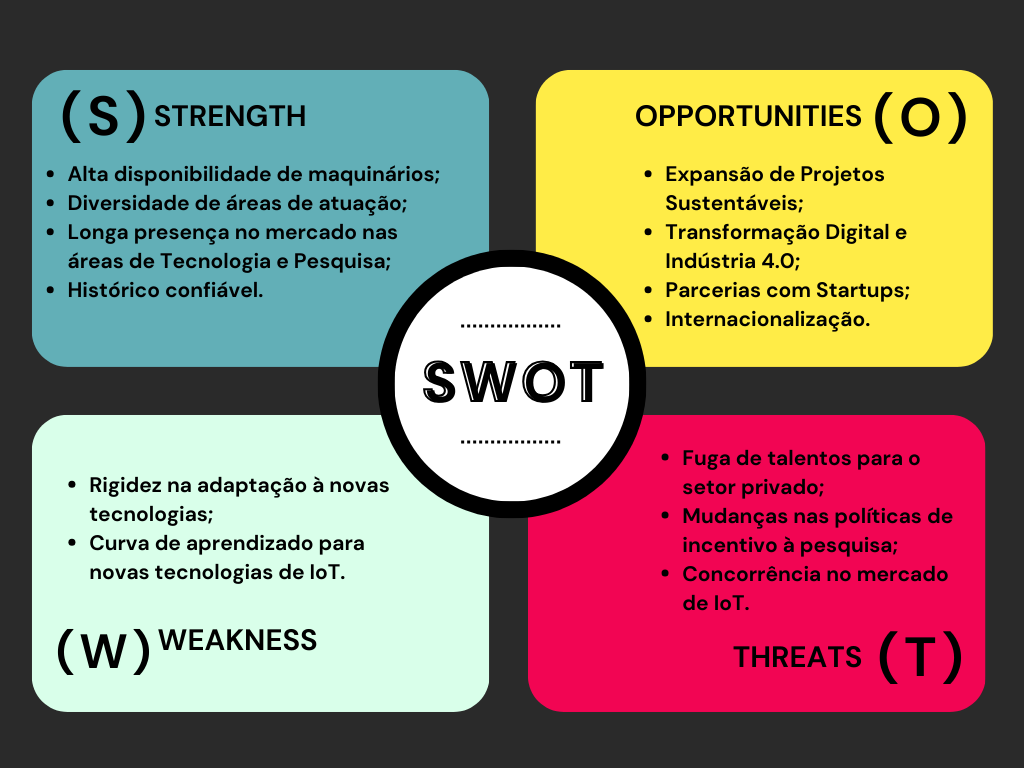 (S) STRENGTH
• Alta disponibilidade de maquinários;
• Diversidade de áreas de atuação;
• Longa presença no mercado nas
áreas de Tecnologia e Pesquisa;
• Histórico confiável.
OPPORTUNITIES (O)
• Expansão de Projetos
Sustentáveis;
• Transformação Digital e
Indústria 4.0;
• Parcerias com Startups;
• Internacionalização.
SWOT
• Rigidez na adaptação à novas
tecnologias;
• Curva de aprendizado para
novas tecnologias de IoT.
(W) WEAKNESS
• Fuga de talentos para o
setor privado;
• Mudanças nas políticas de
incentivo à pesquisa;
• Concorrência no mercado
de IoT.
THREATS (T)